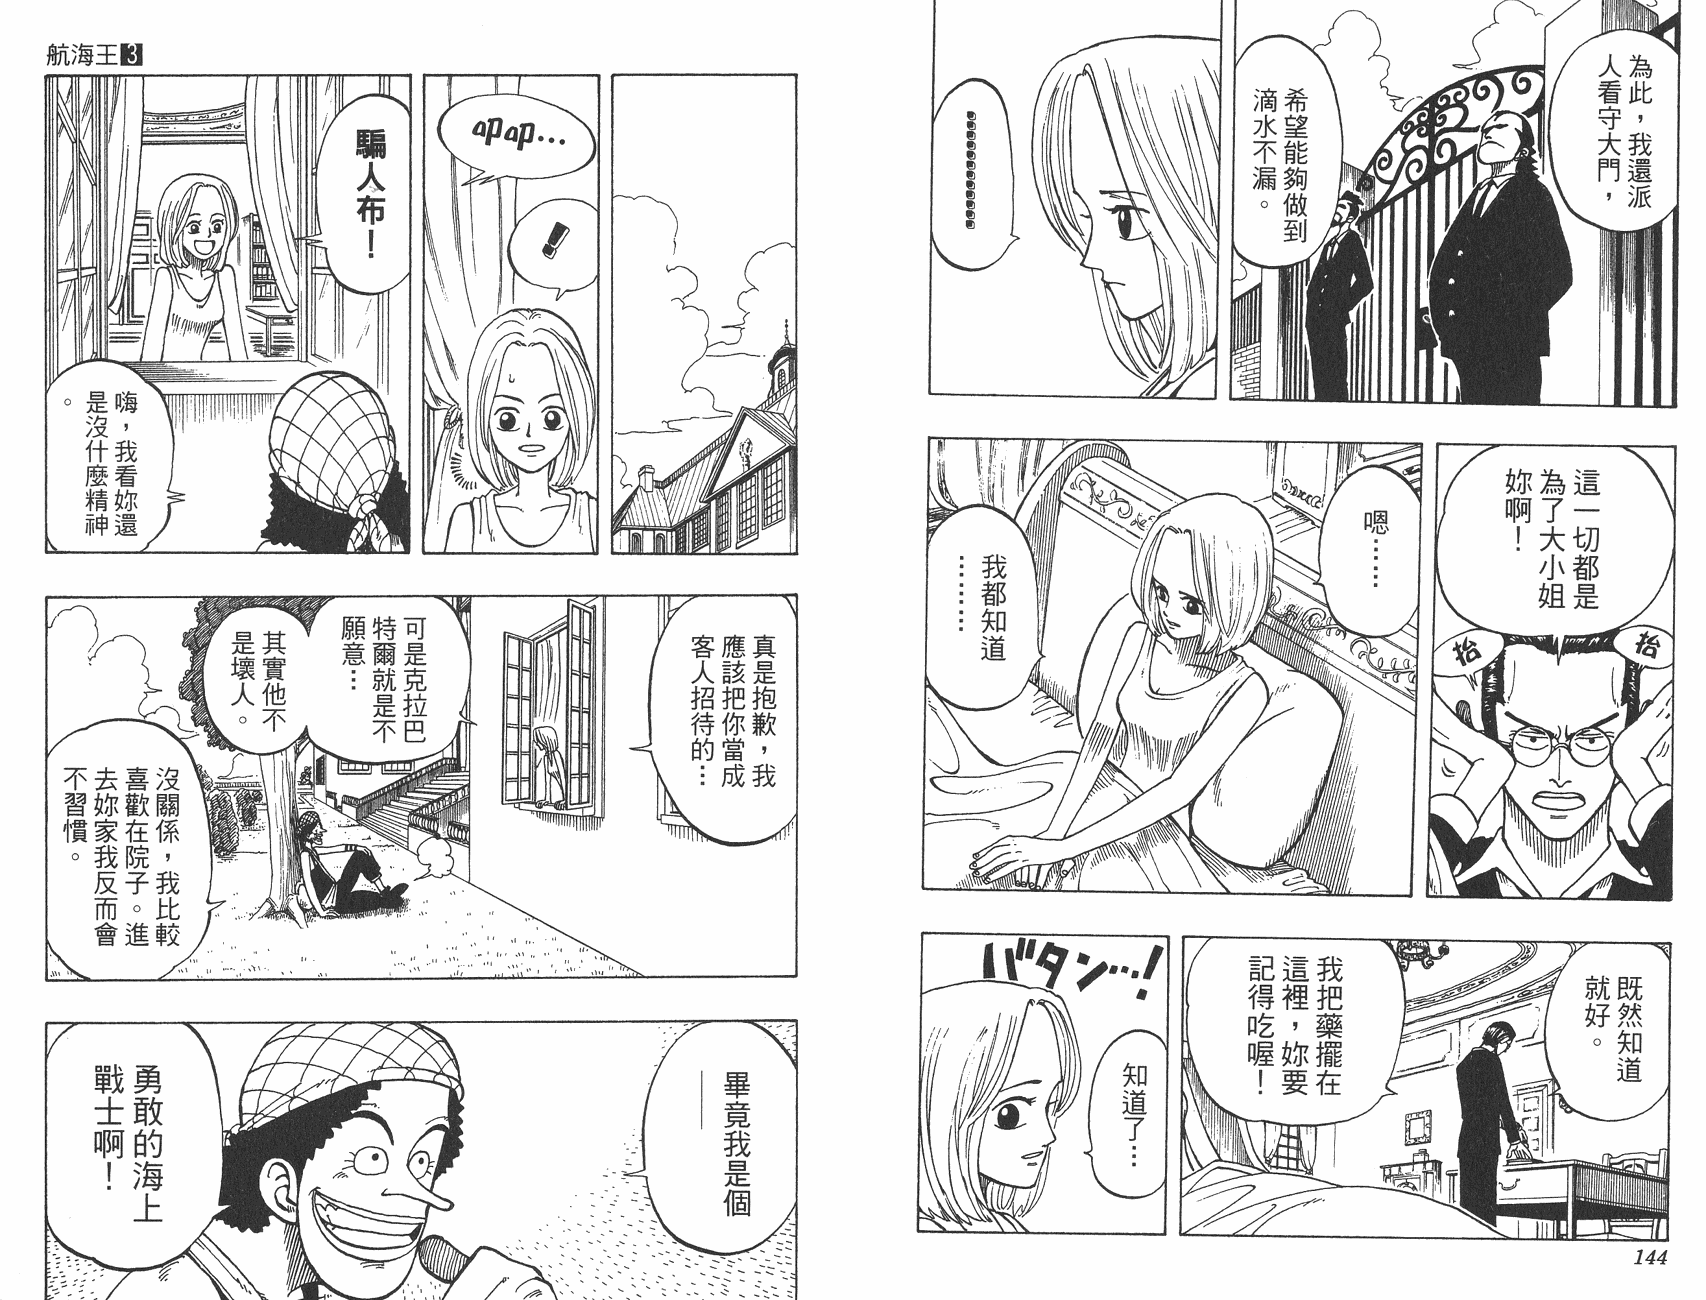 為此，我還派
人看守大門，
希望能夠做到
滴水不漏。
…………
這一切都是
為了大小姐
妳啊！
抬
抬
嗯……
我都知道
………
既然知道
就好。
我把藥擺在
這裡，妳要
記得吃喔！
バタン…！
知道了…
144
航海王3
叩叩…
！
騙人布！
嗨，我看妳還
是沒什麼精神
。
真是抱歉，我
應該把你當成
客人招待的…
可是克拉巴
特爾就是不
願意…
其實他不
是壞人。
沒關係，我比較
喜歡在院子。進
去妳家我反而會
不習慣。
畢竟我是個
——
勇敢的海上
戰士啊！